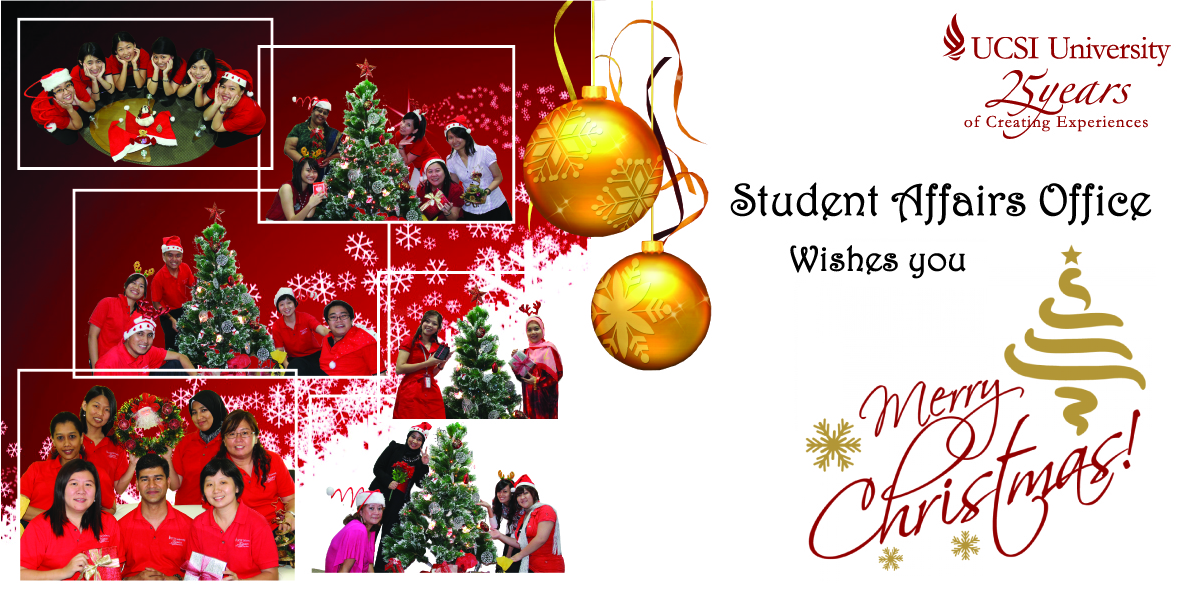 UCSI University
25years
of Creating Experiences
Student Affairs Office
Wishes you
Merry
Christmas!